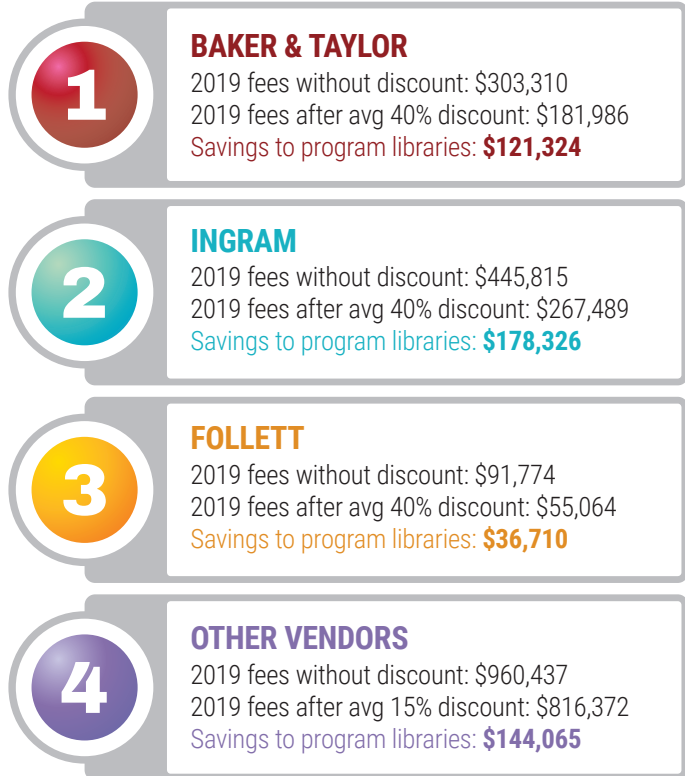 1
BAKER & TAYLOR
2019 fees without discount: $303,310
2019 fees after avg 40% discount: $181,986
Savings to program libraries: $121,324
2
INGRAM
2019 fees without discount: $445,815
2019 fees after avg 40% discount: $267,489
Savings to program libraries: $178,326
3
FOLLETT
2019 fees without discount: $91,774
2019 fees after avg 40% discount: $55,064
Savings to program libraries: $36,710
4
OTHER VENDORS
2019 fees without discount: $960,437
2019 fees after avg 15% discount: $816,372
Savings to program libraries: $144,065